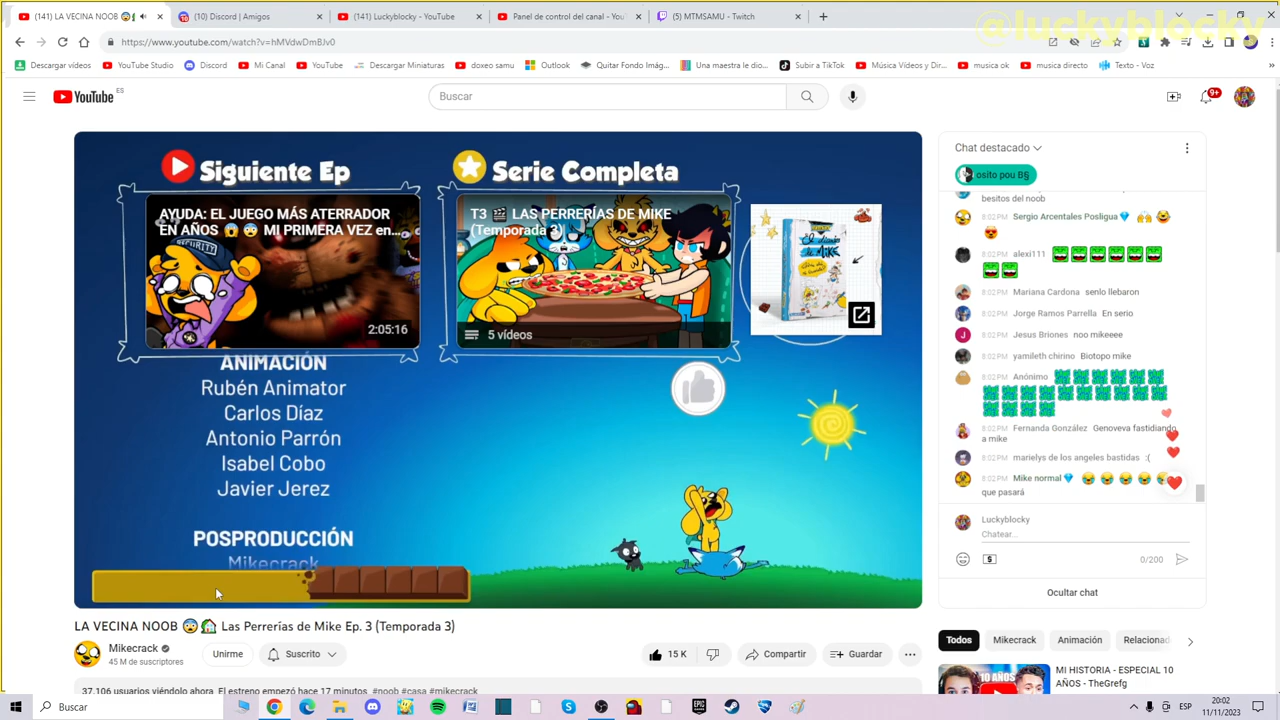 (141) LA VECINA NOOB 😨🏡
(10) Discord | Amigos
(141) Luckyblocky - YouTube
Panel de control del canal - You
(5) MTMSAMU - Twitch
@luckyblocky
https://www.youtube.com/watch?v=hMVdwDmBJv0
Descargar vídeos
YouTube Studio
Discord
Mi Canal
YouTube
Descargar Miniaturas
doxeo samu
Outlook
Quitar Fondo Imág...
Una maestra le dio...
Subir a TikTok
Música Vídeos y Dir...
musica ok
musica directo
Texto - Voz
»
YouTube ES
Buscar
9+
Siguiente Ep
Serie Completa
AYUDA: EL JUEGO MÁS ATERRADOR
EN AÑOS 😱 😨 MI PRIMERA VEZ en...
SECURITY
2:05:16
T3 🎬 LAS PERRERÍAS DE MIKE
(Temporada 3)
5 vídeos
ANIMACIÓN
Rubén Animator
Carlos Díaz
Antonio Parrón
Isabel Cobo
Javier Jerez
POSPRODUCCIÓN
Mikecrack
Chat destacado
osito pou B§
besitos del noob
8:02 PM Sergio Arcentales Posligua 💎 🙌 😆
😍
8:02 PM alexi111
8:02 PM Mariana Cardona senlo llebaron
8:02 PM Jorge Ramos Parrella En serio
8:02 PM Jesus Briones noo mikeeee
8:02 PM yamileth chirino Biotopo mike
8:02 PM Anónimo
8:02 PM Fernanda González Genoveva fastidiando
a mike
8:02 PM marielys de los angeles bastidas :(
8:02 PM Mike normal 💎 😂 😂 😂 😂 😂
que pasará
Luckyblocky
Chatear...
0/200
Ocultar chat
LA VECINA NOOB 😨🏡 Las Perrerías de Mike Ep. 3 (Temporada 3)
Mikecrack
45 M de suscriptores
Unirme
Suscrito
15 K
Compartir
Guardar
Todos
Mikecrack
Animación
Relacionad
10 AÑOS
MI HISTORIA - ESPECIAL 10
AÑOS - TheGrefg
37.106 usuarios viéndolo ahora El estreno empezó hace 17 minutos #noob #casa #mikecrack
Buscar
EPIC
ESP
20:02
11/11/2023